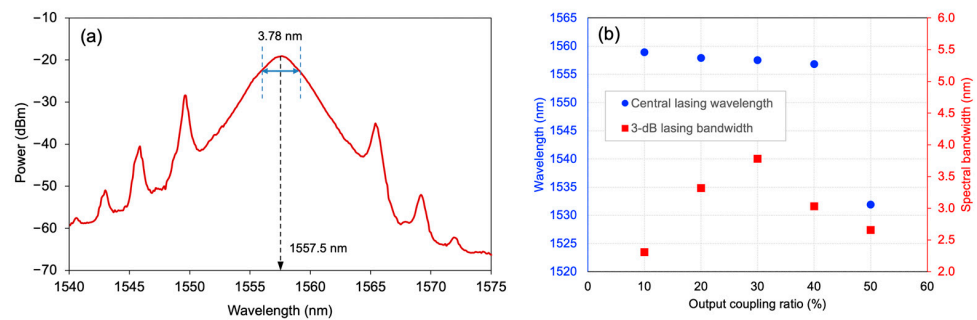 (a)
3.78 nm
−10
−20
−30
−40
−50
−60
−70
Power (dBm)
1557.5 nm
1540 1545 1550 1555 1560 1565 1570 1575
Wavelength (nm)
(b)
1565
1560
1555
1550
1545
1540
1535
1530
1525
1520
Wavelength (nm)
Central lasing wavelength
3-dB lasing bandwidth
6.0
5.5
5.0
4.5
4.0
3.5
3.0
2.5
2.0
Spectral bandwidth (nm)
0 10 20 30 40 50 60
Output coupling ratio (%)